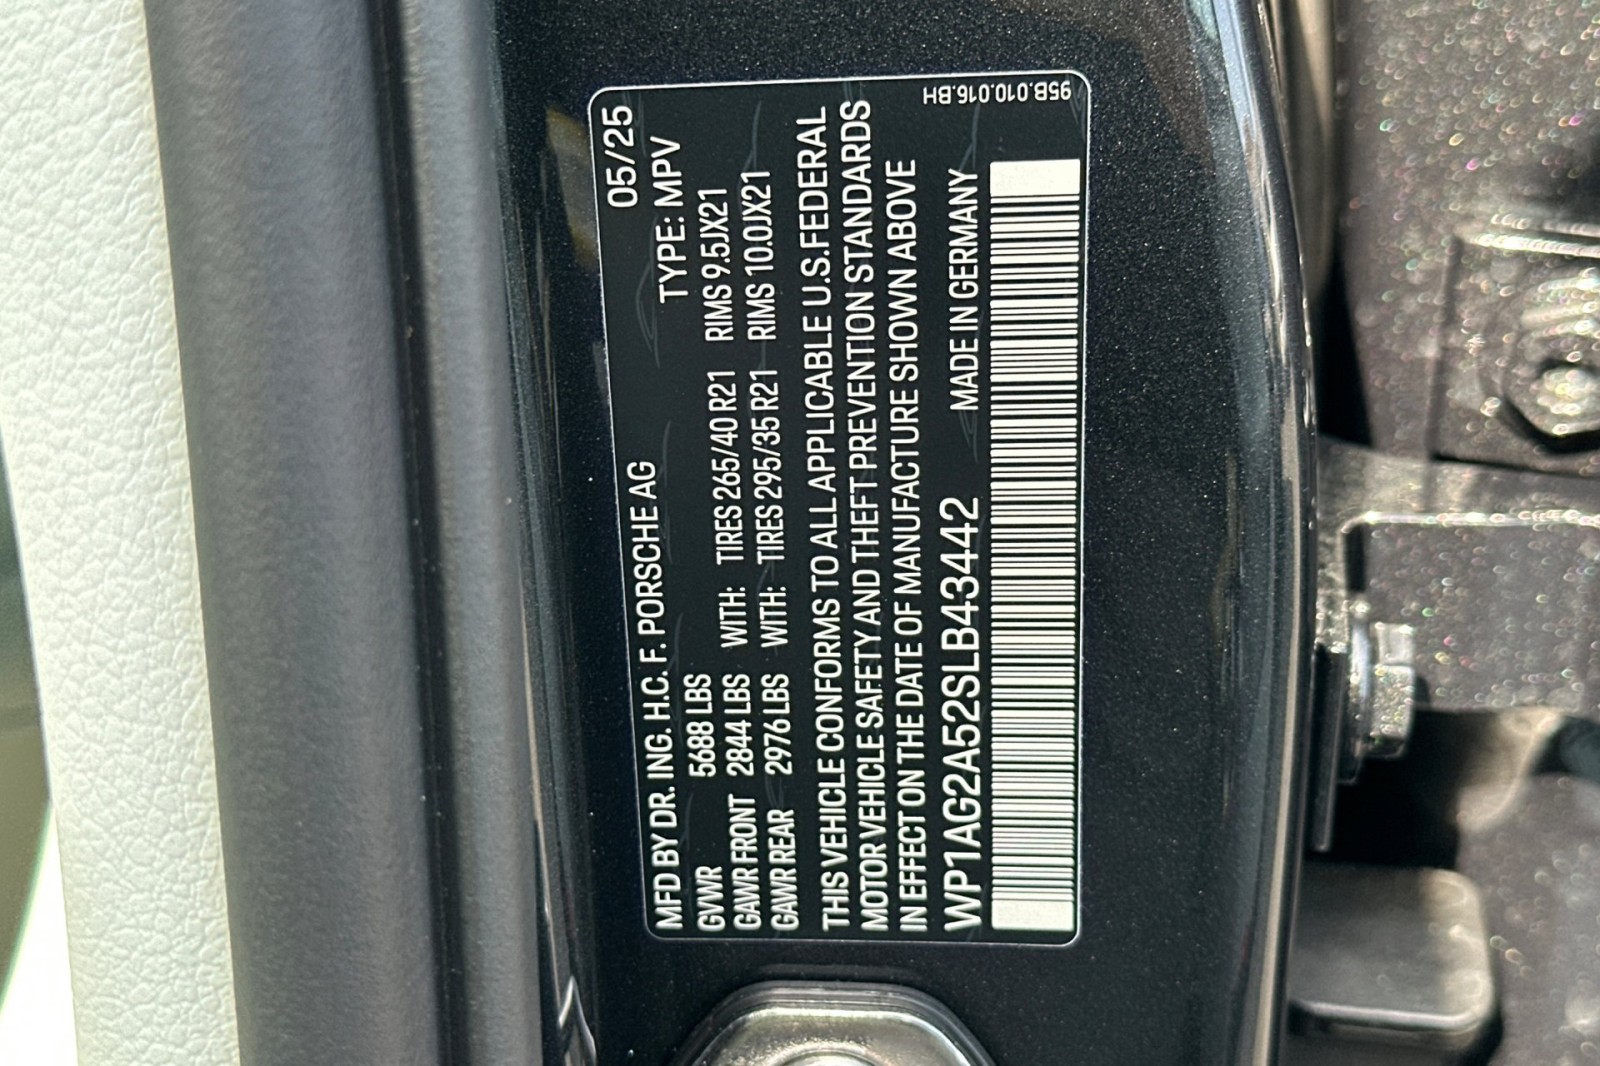 05/25
MFD BY DR. ING. H.C. F. PORSCHE AG TYPE: MPV
GVWR 5688 LBS
GAWR FRONT 2844 LBS WITH: TIRES 265/40 R21 RIMS 9.5JX21
GAWR REAR 2976 LBS WITH: TIRES 295/35 R21 RIMS 10.0JX21
THIS VEHICLE CONFORMS TO ALL APPLICABLE U.S.FEDERAL
MOTOR VEHICLE SAFETY AND THEFT PREVENTION STANDARDS
IN EFFECT ON THE DATE OF MANUFACTURE SHOWN ABOVE
WP1AG2A52SLB43442 MADE IN GERMANY
95B.010.016.BH